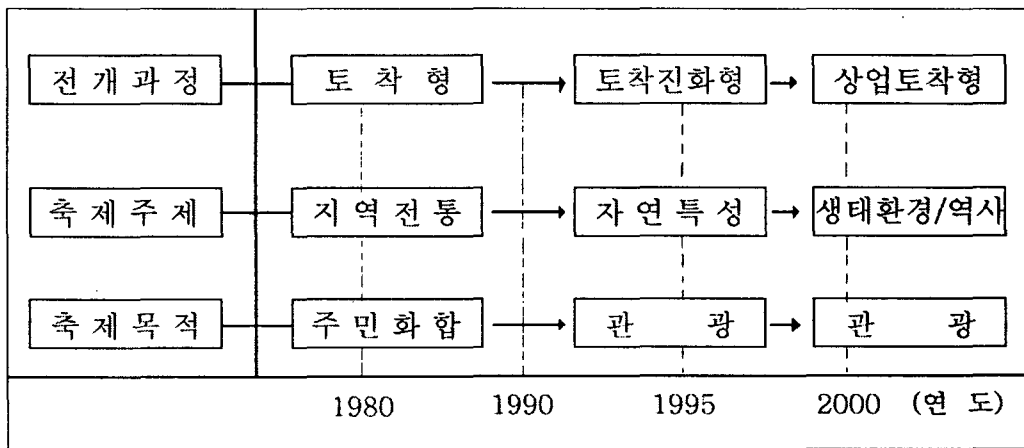 전개과정 토착형 토착진화형 상업토착형
축제주제 지역전통 자연특성 생태환경/역사
축제목적 주민화합 관광 관광
1980 1990 1995 2000 (연 도)